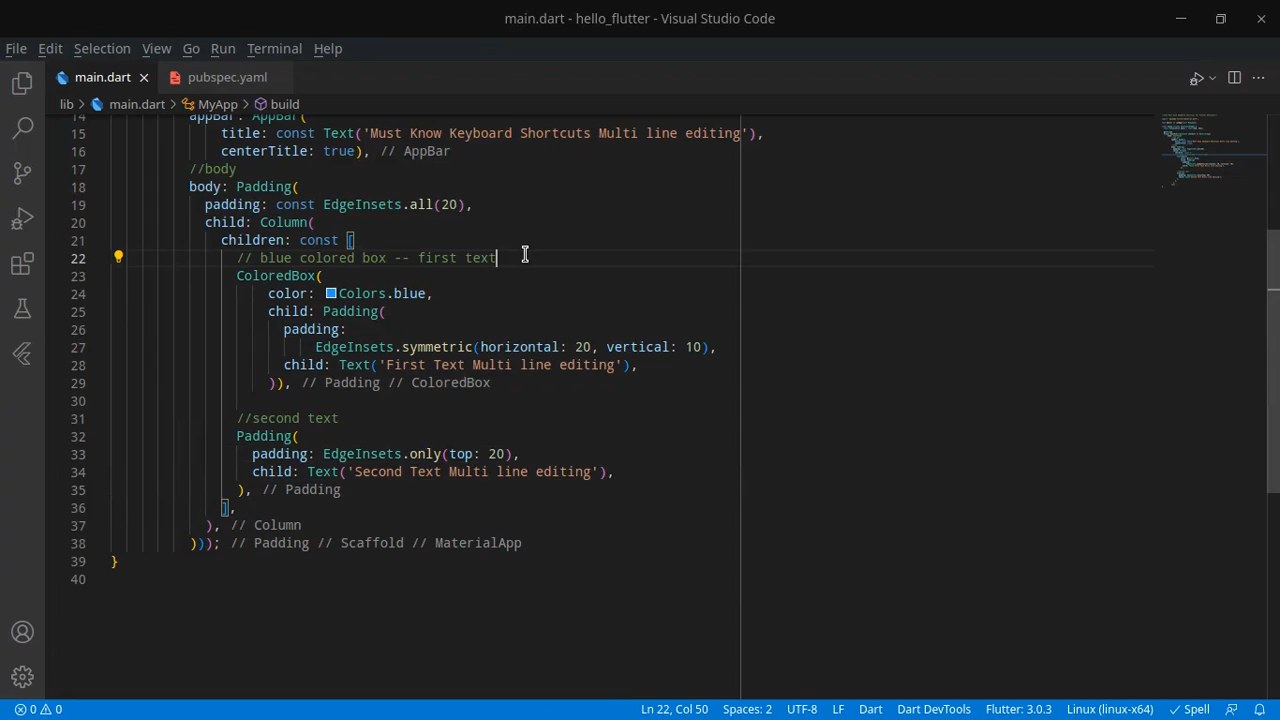 main.dart - hello_flutter - Visual Studio Code
File Edit Selection View Go Run Terminal Help
main.dart pubspec.yaml
lib > main.dart > MyApp > build
14 appBar: AppBar(
15 title: const Text('Must Know Keyboard Shortcuts Multi line editing'),
16 centerTitle: true), // AppBar
17 //body
18 body: Padding(
19 padding: const EdgeInsets.all(20),
20 child: Column(
21 children: const [
22 // blue colored box -- first text
23 ColoredBox(
24 color: Colors.blue,
25 child: Padding(
26 padding:
27 EdgeInsets.symmetric(horizontal: 20, vertical: 10),
28 child: Text('First Text Multi line editing'),
29 )), // Padding // ColoredBox
30
31 //second text
32 Padding(
33 padding: EdgeInsets.only(top: 20),
34 child: Text('Second Text Multi line editing'),
35 ), // Padding
36 ],
37 ), // Column
38 ))); // Padding // Scaffold // MaterialApp
39 }
40
0 0 Ln 22, Col 50 Spaces: 2 UTF-8 LF Dart Dart DevTools Flutter: 3.0.3 Linux (linux-x64) Spell